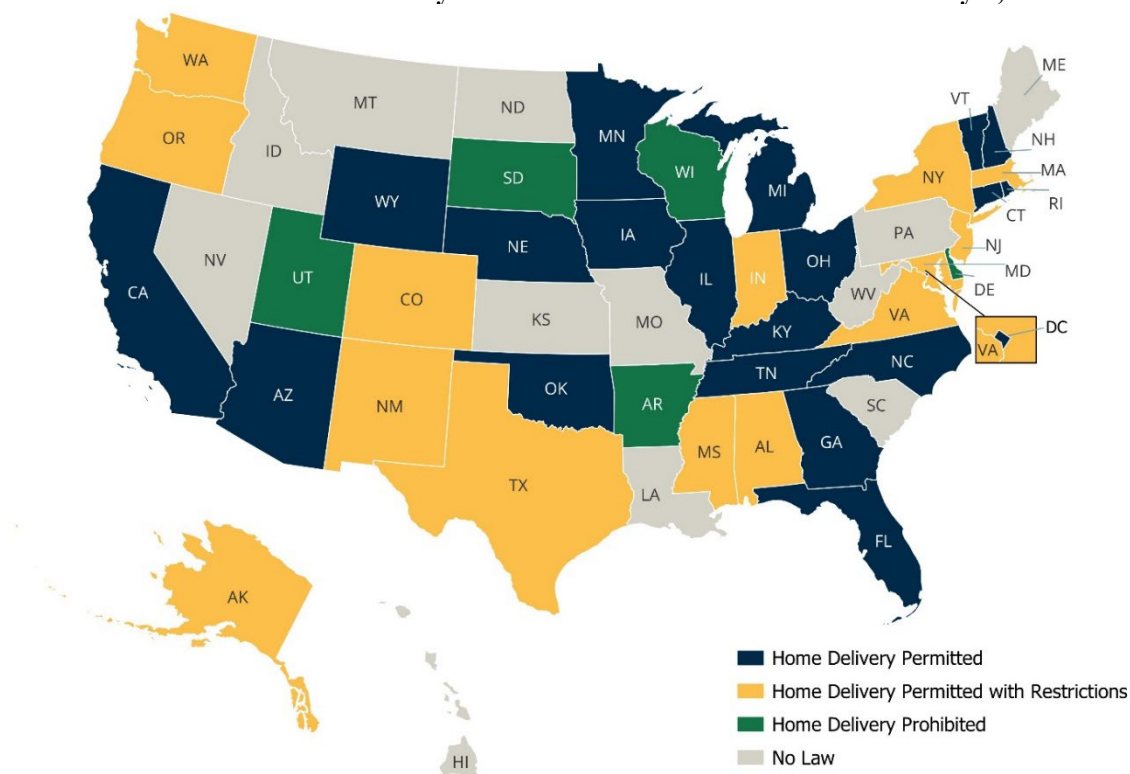 WA
MT
ND
MN
ME
VT
NH
MA
RI
CT
OR
ID
SD
WI
MI
NY
WY
PA
NJ
MD
DE
NE
IA
OH
NV
UT
CO
IL
IN
WV
VA
DC
VA
CA
KS
MO
KY
NC
TN
AZ
NM
OK
AR
SC
MS
AL
GA
TX
LA
FL
AK
HI
Home Delivery Permitted
Home Delivery Permitted with Restrictions
Home Delivery Prohibited
No Law